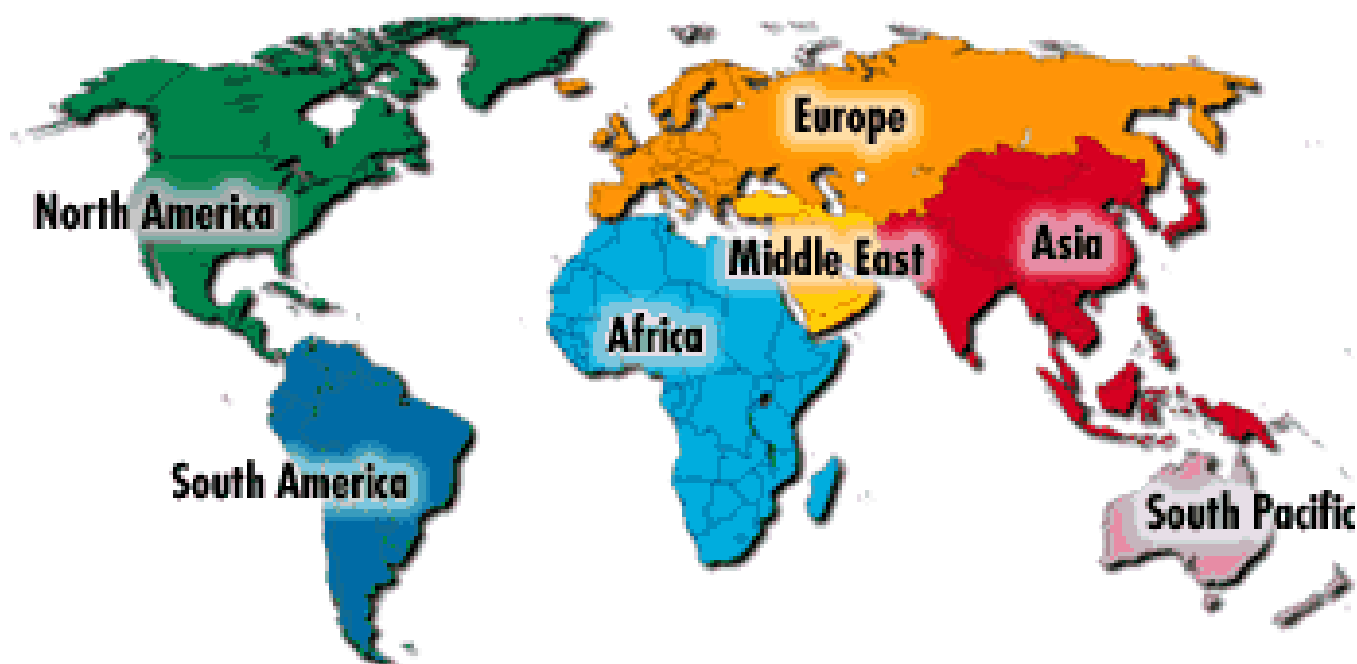 Europe
North America
Asia
Middle East
Africa
South America
South Pacific